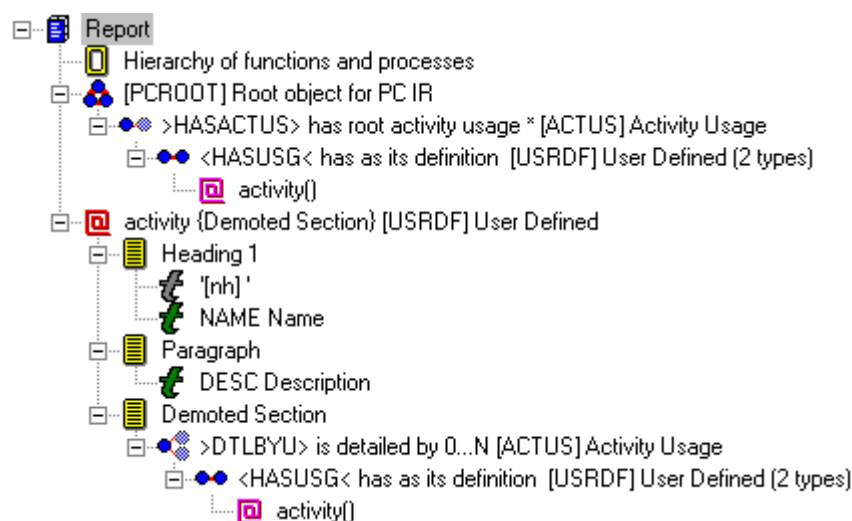 Report
Hierarchy of functions and processes
[PCROOT] Root object for PC IR
>HASACTUS> has root activity usage * [ACTUS] Activity Usage
<HASUSG< has as its definition [USRDF] User Defined (2 types)
activity()
activity {Demoted Section} [USRDF] User Defined
Heading 1
'[nh] '
NAME Name
Paragraph
DESC Description
Demoted Section
>DTLBYU> is detailed by 0...N [ACTUS] Activity Usage
<HASUSG< has as its definition [USRDF] User Defined (2 types)
activity()